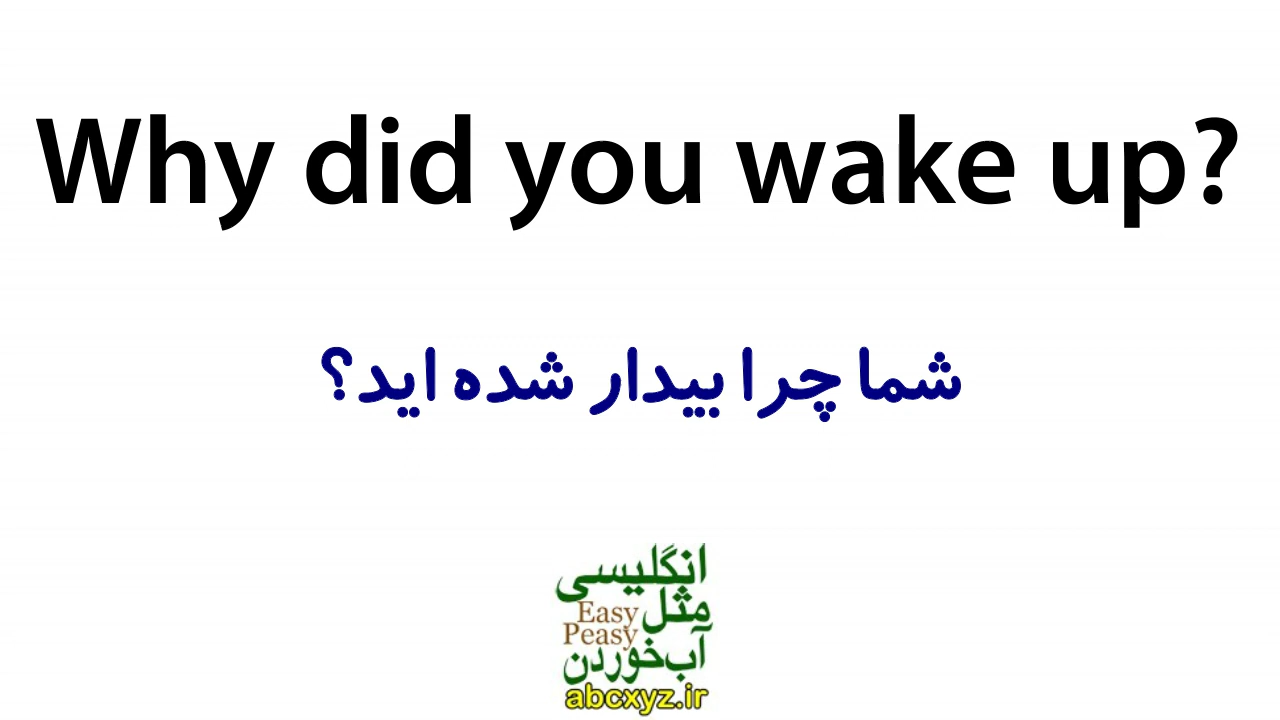 Why did you wake up?
شما چرا بیدار شده اید؟
انگلیسی
مثل
Easy
Peasy
آب‌خوردن
abcxyz.ir